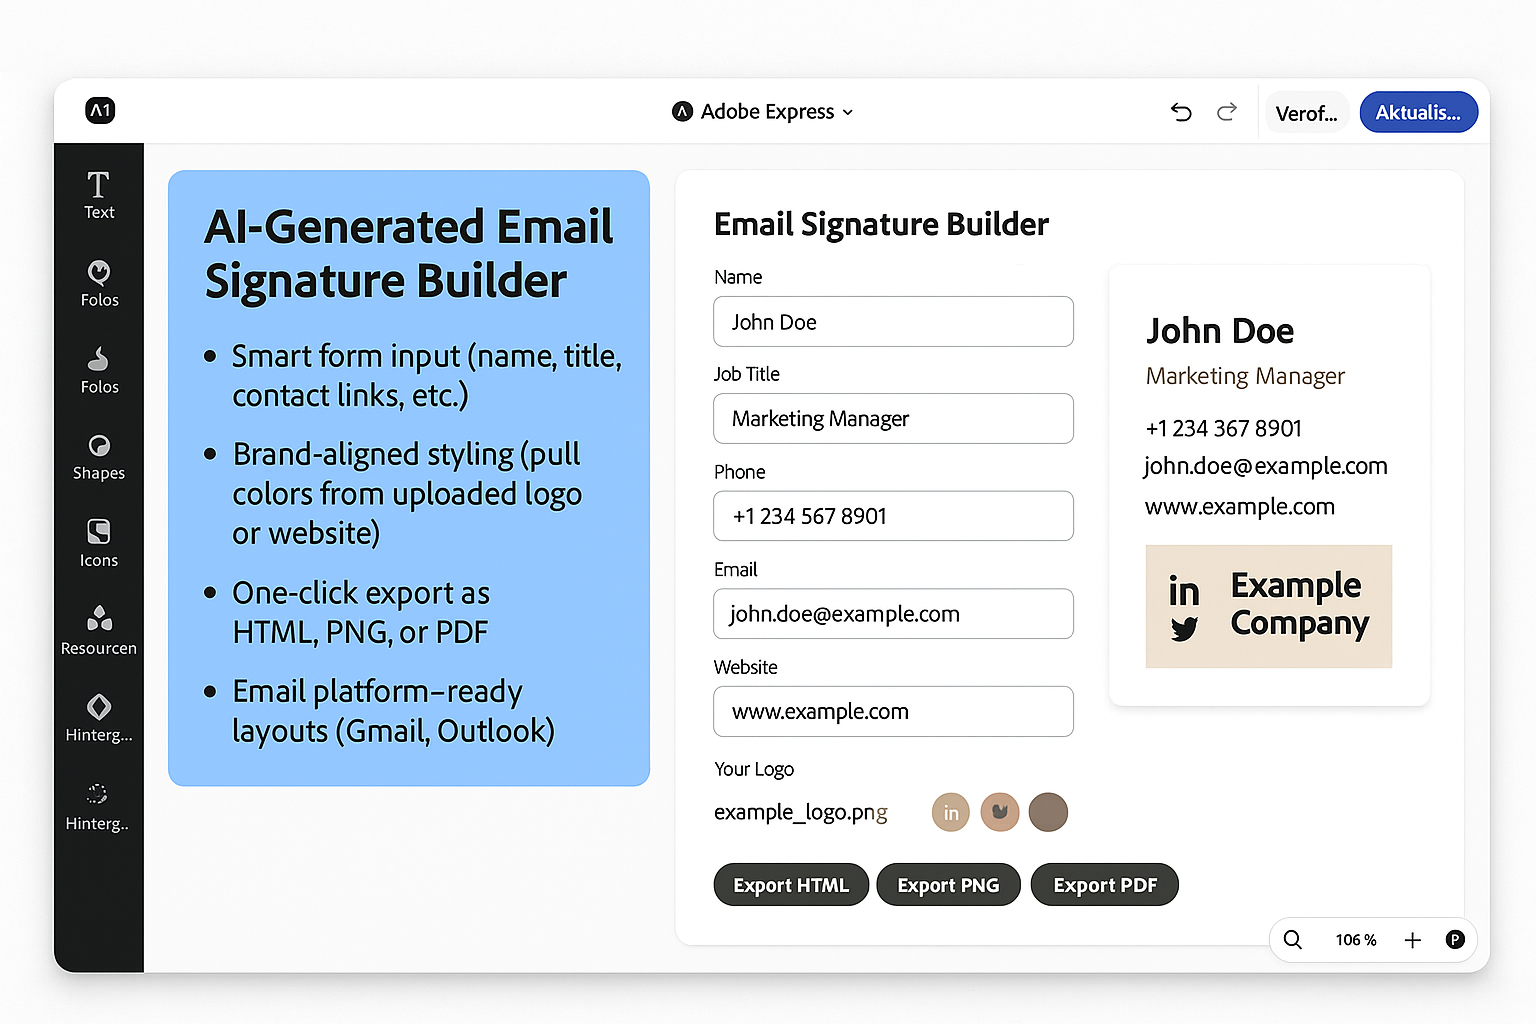 Λ1
Adobe Express
Verof...
Aktualis...
Text
Folos
Folos
Shapes
Icons
Resourcen
Hinterg...
Hinterg..
AI-Generated Email
Signature Builder
• Smart form input (name, title,
contact links, etc.)
• Brand-aligned styling (pull
colors from uploaded logo
or website)
• One-click export as
HTML, PNG, or PDF
• Email platform–ready
layouts (Gmail, Outlook)
Email Signature Builder
Name
John Doe
Job Title
Marketing Manager
Phone
+1 234 567 8901
Email
john.doe@example.com
Website
www.example.com
Your Logo
example_logo.png
in
Export HTML
Export PNG
Export PDF
John Doe
Marketing Manager
+1 234 367 8901
john.doe@example.com
www.example.com
in
Example
Company
106 %
P